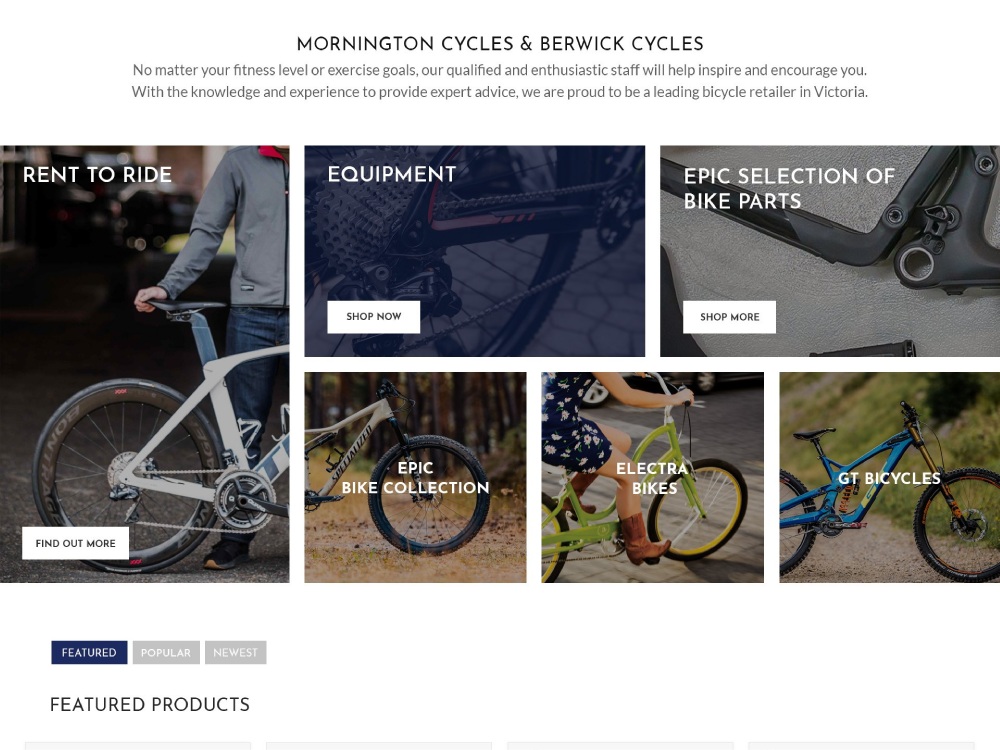 MORNINGTON CYCLES & BERWICK CYCLES
No matter your fitness level or exercise goals, our qualified and enthusiastic staff will help inspire and encourage you.
With the knowledge and experience to provide expert advice, we are proud to be a leading bicycle retailer in Victoria.
RENT TO RIDE
FIND OUT MORE
EQUIPMENT
SHOP NOW
EPIC SELECTION OF
BIKE PARTS
SHOP MORE
SPECIALIZED
EPIC
BIKE COLLECTION
ELECTRA
BIKES
GT BICYCLES
FEATURED
POPULAR
NEWEST
FEATURED PRODUCTS